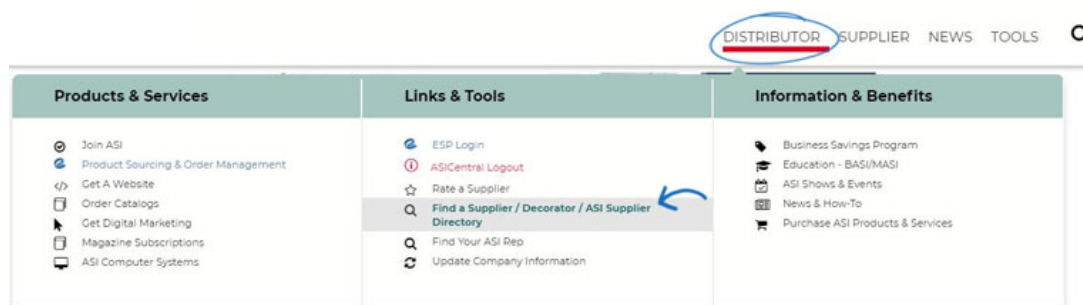 DISTRIBUTOR SUPPLIER NEWS TOOLS
Products & Services
Join ASI
Product Sourcing & Order Management
Get A Website
Order Catalogs
Get Digital Marketing
Magazine Subscriptions
ASI Computer Systems
Links & Tools
ESP Login
ASICentral Logout
Rate a Supplier
Find a Supplier / Decorator / ASI Supplier
Directory
Find Your ASI Rep
Update Company Information
Information & Benefits
Business Savings Program
Education - BASI/MASI
ASI Shows & Events
News & How-To
Purchase ASI Products & Services